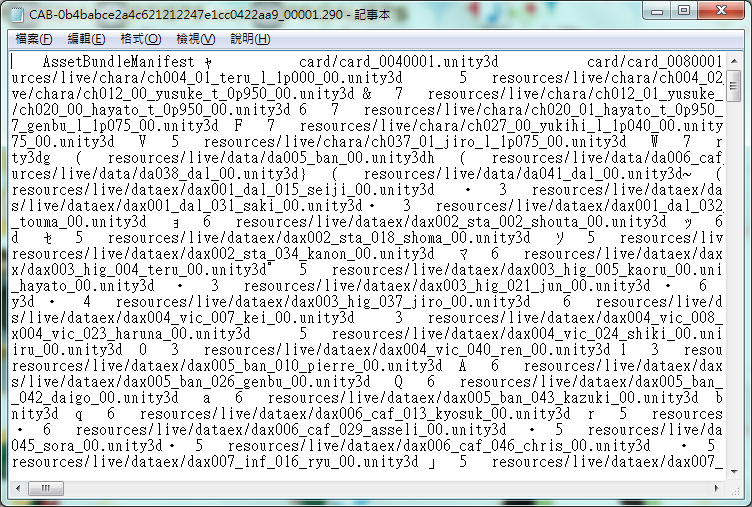 CAB-0b4babce2a4c621212247e1cc0422aa9_00001.290 - 記事本
檔案(F) 編輯(E) 格式(O) 檢視(V) 說明(H)
AssetBundleManifest ャ card/card_0040001.unity3d card/card_0080001
urces/live/chara/ch004_01_teru_l_1p000_00.unity3d 5 resources/live/chara/ch004_02
ve/chara/ch012_00_yusuke_t_0p950_00.unity3d & 7 resources/live/chara/ch012_01_yusuke_
/ch020_00_hayato_t_0p950_00.unity3d 6 7 resources/live/chara/ch020_01_hayato_t_0p950_
7_genbu_l_1p075_00.unity3d F 7 resources/live/chara/ch027_00_yukihi_l_1p040_00.unity
75_00.unity3d V 5 resources/live/chara/ch037_01_jiro_l_1p075_00.unity3d W 7 r
ty3dg ( resources/live/data/da005_ban_00.unity3dh ( resources/live/data/da006_caf
urces/live/data/da038_dal_00.unity3d} ( resources/live/data/da041_dal_00.unity3d~ (
resources/live/dataex/dax001_dal_015_seiji_00.unity3d ・ 3 resources/live/dataex/da
s/live/dataex/dax001_dal_031_saki_00.unity3d・ 3 resources/live/dataex/dax001_dal_032
_touma_00.unity3d ョ 6 resources/live/dataex/dax002_sta_002_shouta_00.unity3d ッ 6
d セ 5 resources/live/dataex/dax002_sta_018_shoma_00.unity3d ソ 5 resources/liv
resources/live/dataex/dax002_sta_034_kanon_00.unity3d マ 6 resources/live/dataex
x/dax003_hig_004_teru_00.unity3d゚ 5 resources/live/dataex/dax003_hig_005_kaoru_00.uni
_hayato_00.unity3d ・ 3 resources/live/dataex/dax003_hig_021_jun_00.unity3d ・ 6
y3d・ 4 resources/live/dataex/dax003_hig_037_jiro_00.unity3d 6 resources/live/d
s/live/dataex/dax004_vic_007_kei_00.unity3d 3 resources/live/dataex/dax004_vic_008_
x004_vic_023_haruna_00.unity3d 5 resources/live/dataex/dax004_vic_024_shiki_00.uni
iru_00.unity3d 0 3 resources/live/dataex/dax004_vic_040_ren_00.unity3d 1 3 resou
resources/live/dataex/dax005_ban_010_pierre_00.unity3d A 6 resources/live/dataex/dax
s/live/dataex/dax005_ban_026_genbu_00.unity3d Q 6 resources/live/dataex/dax005_ban_
_042_daigo_00.unity3d a 6 resources/live/dataex/dax005_ban_043_kazuki_00.unity3d b
nity3d q 6 resources/live/dataex/dax006_caf_013_kyosuk_00.unity3d r 5 resources
・ 6 resources/live/dataex/dax006_caf_029_asseli_00.unity3d ・ 5 resources/live/da
045_sora_00.unity3d・ 5 resources/live/dataex/dax006_caf_046_chris_00.unity3d ・ 5
resources/live/dataex/dax007_inf_016_ryu_00.unity3d 」 5 resources/live/dataex/dax007_